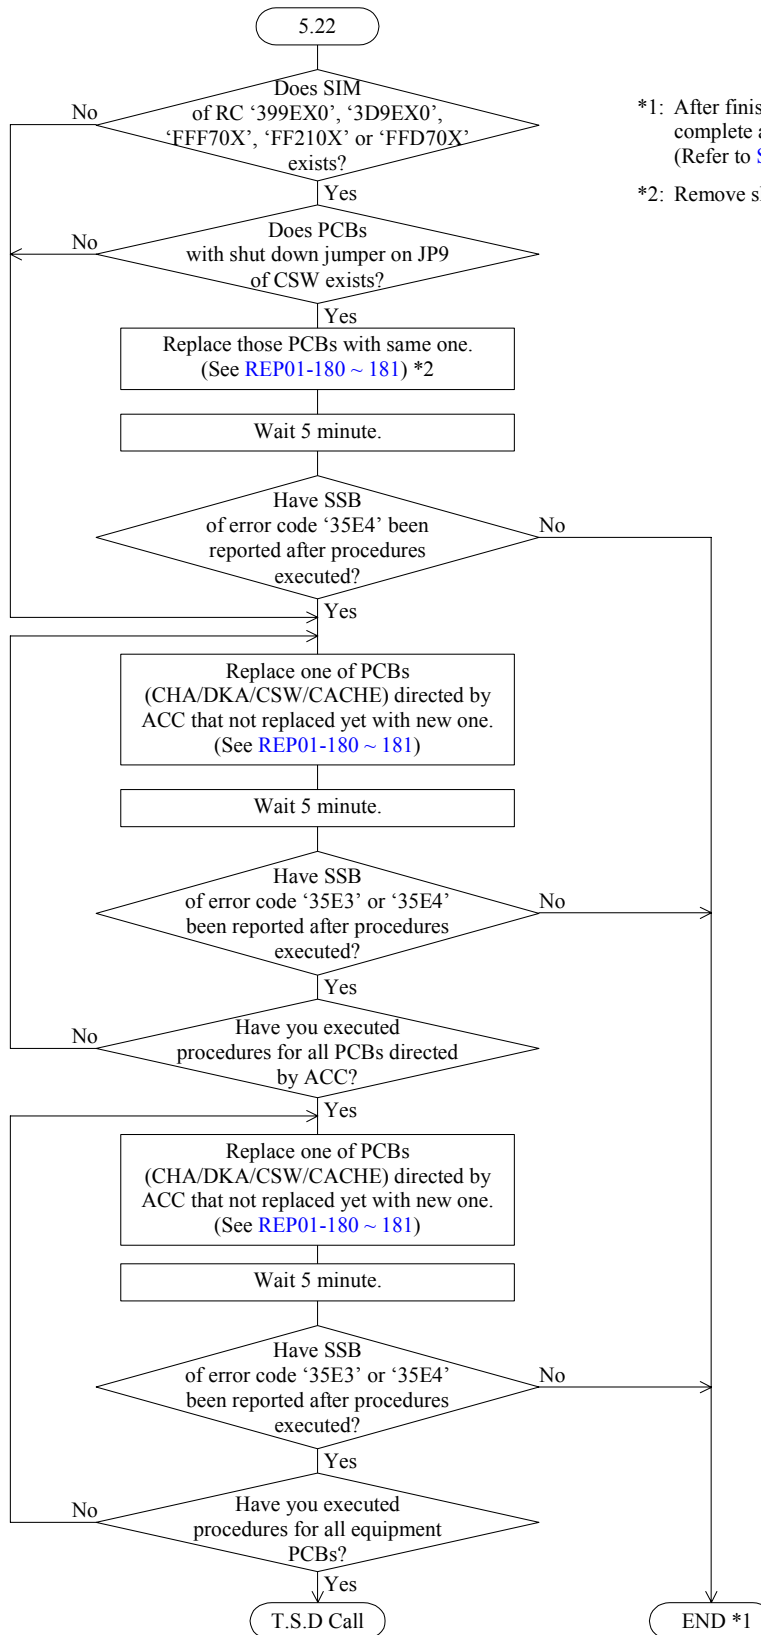 5.22
Does SIM
of RC ‘399EX0’, ‘3D9EX0’,
‘FFF70X’, ‘FF210X’ or ‘FFD70X’
exists?
No
Yes
*1: After
complete
(Refer to
*2: Remove
Does PCBs
with shut down jumper on JP9
of CSW exists?
No
Yes
Replace those PCBs with same one.
(See REP01-180 ~ 181) *2
Wait 5 minute.
Have SSB
of error code ‘35E4’ been
reported after procedures
executed?
No
Yes
Replace one of PCBs
(CHA/DKA/CSW/CACHE) directed by
ACC that not replaced yet with new one.
(See REP01-180 ~ 181)
Wait 5 minute.
Have SSB
of error code ‘35E3’ or ‘35E4’
been reported after procedures
executed?
No
Yes
Have you executed
procedures for all PCBs directed
by ACC?
No
Yes
Replace one of PCBs
(CHA/DKA/CSW/CACHE) directed by
ACC that not replaced yet with new one.
(See REP01-180 ~ 181)
Wait 5 minute.
Have SSB
of error code ‘35E3’ or ‘35E4’
been reported after procedures
executed?
No
Yes
Have you executed
procedures for all equipment
PCBs?
No
Yes
T.S.D Call
END *1